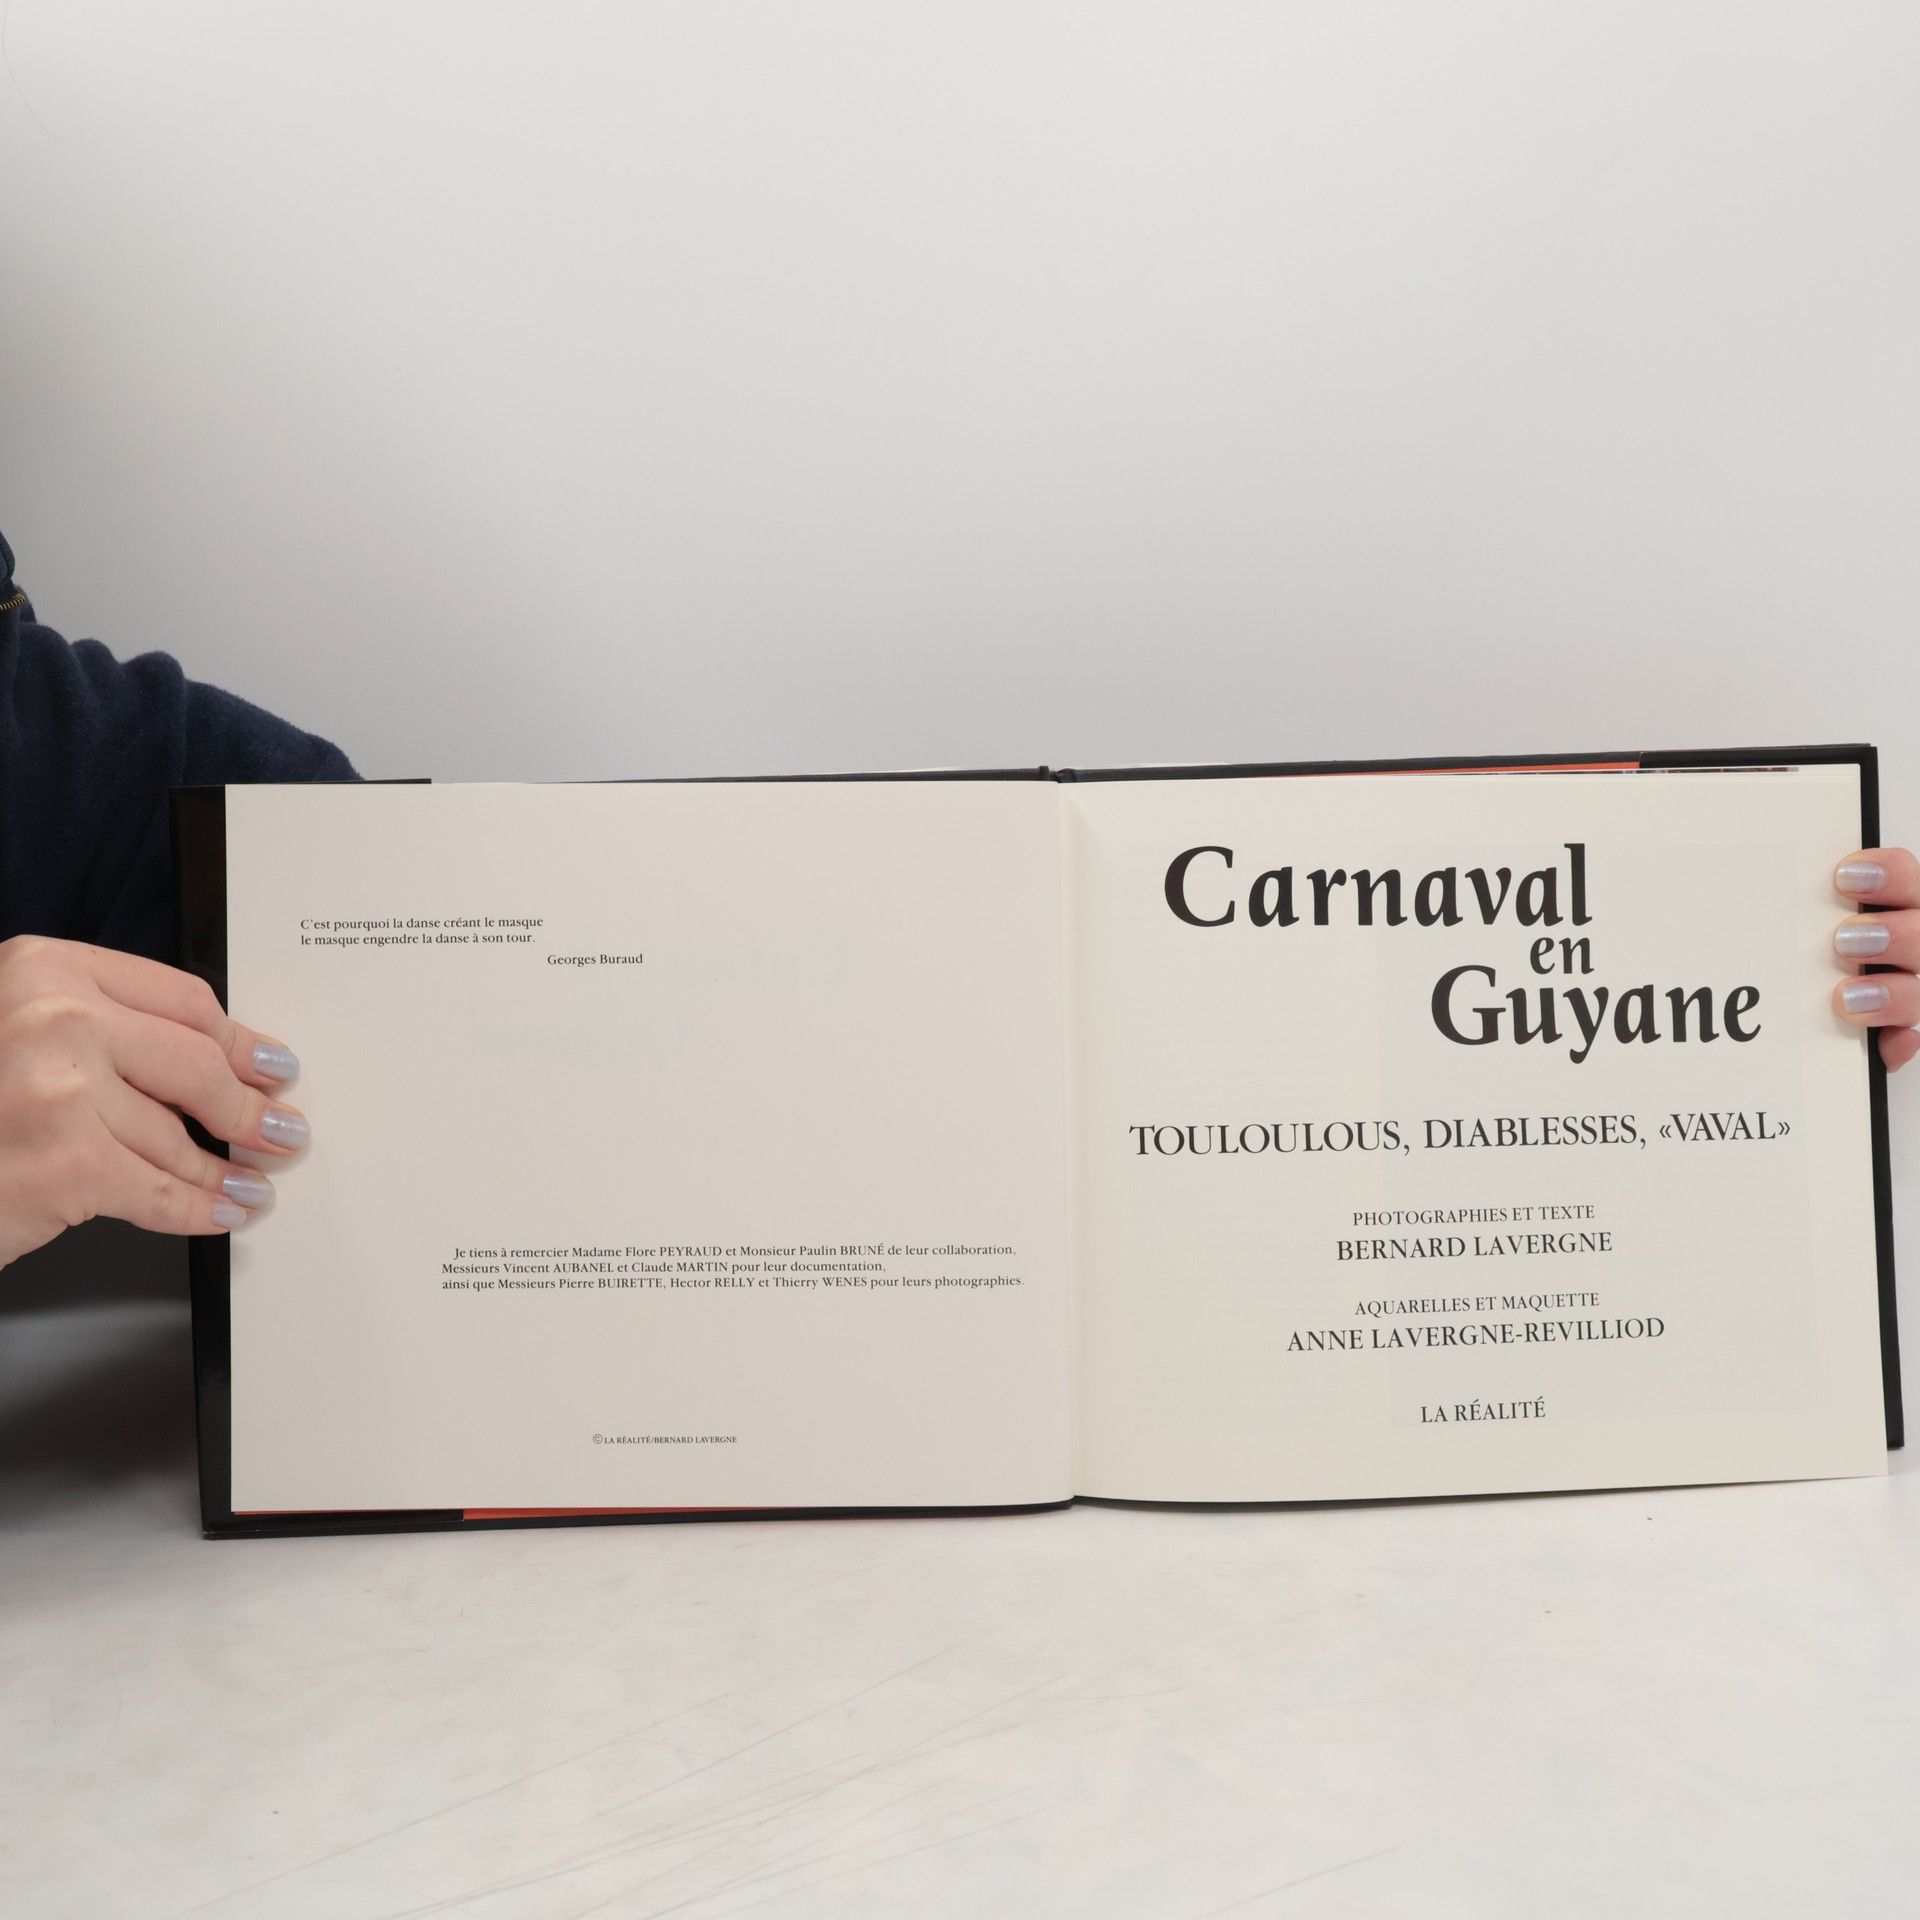 C'est pourquoi la danse créant le masque
le masque engendre la danse à son tour.
Georges Buraud
Je tiens à remercier Madame Flore PEYRAUD et Monsieur Paulin BRUNÉ de leur collaboration,
Messieurs Vincent AUBANEL et Claude MARTIN pour leur documentation,
ainsi que Messieurs Pierre BUIRETTE, Hector RELLY et Thierry WENES pour leurs photographies.
© LA RÉALITÉ/BERNARD LAVERGNE
Carnaval
en
Guyane
TOULOULOUS, DIABLESSES, «VAVAL»
PHOTOGRAPHIES ET TEXTE
BERNARD LAVERGNE
AQUARELLES ET MAQUETTE
ANNE LAVERGNE-REVILLIOD
LA RÉALITÉ